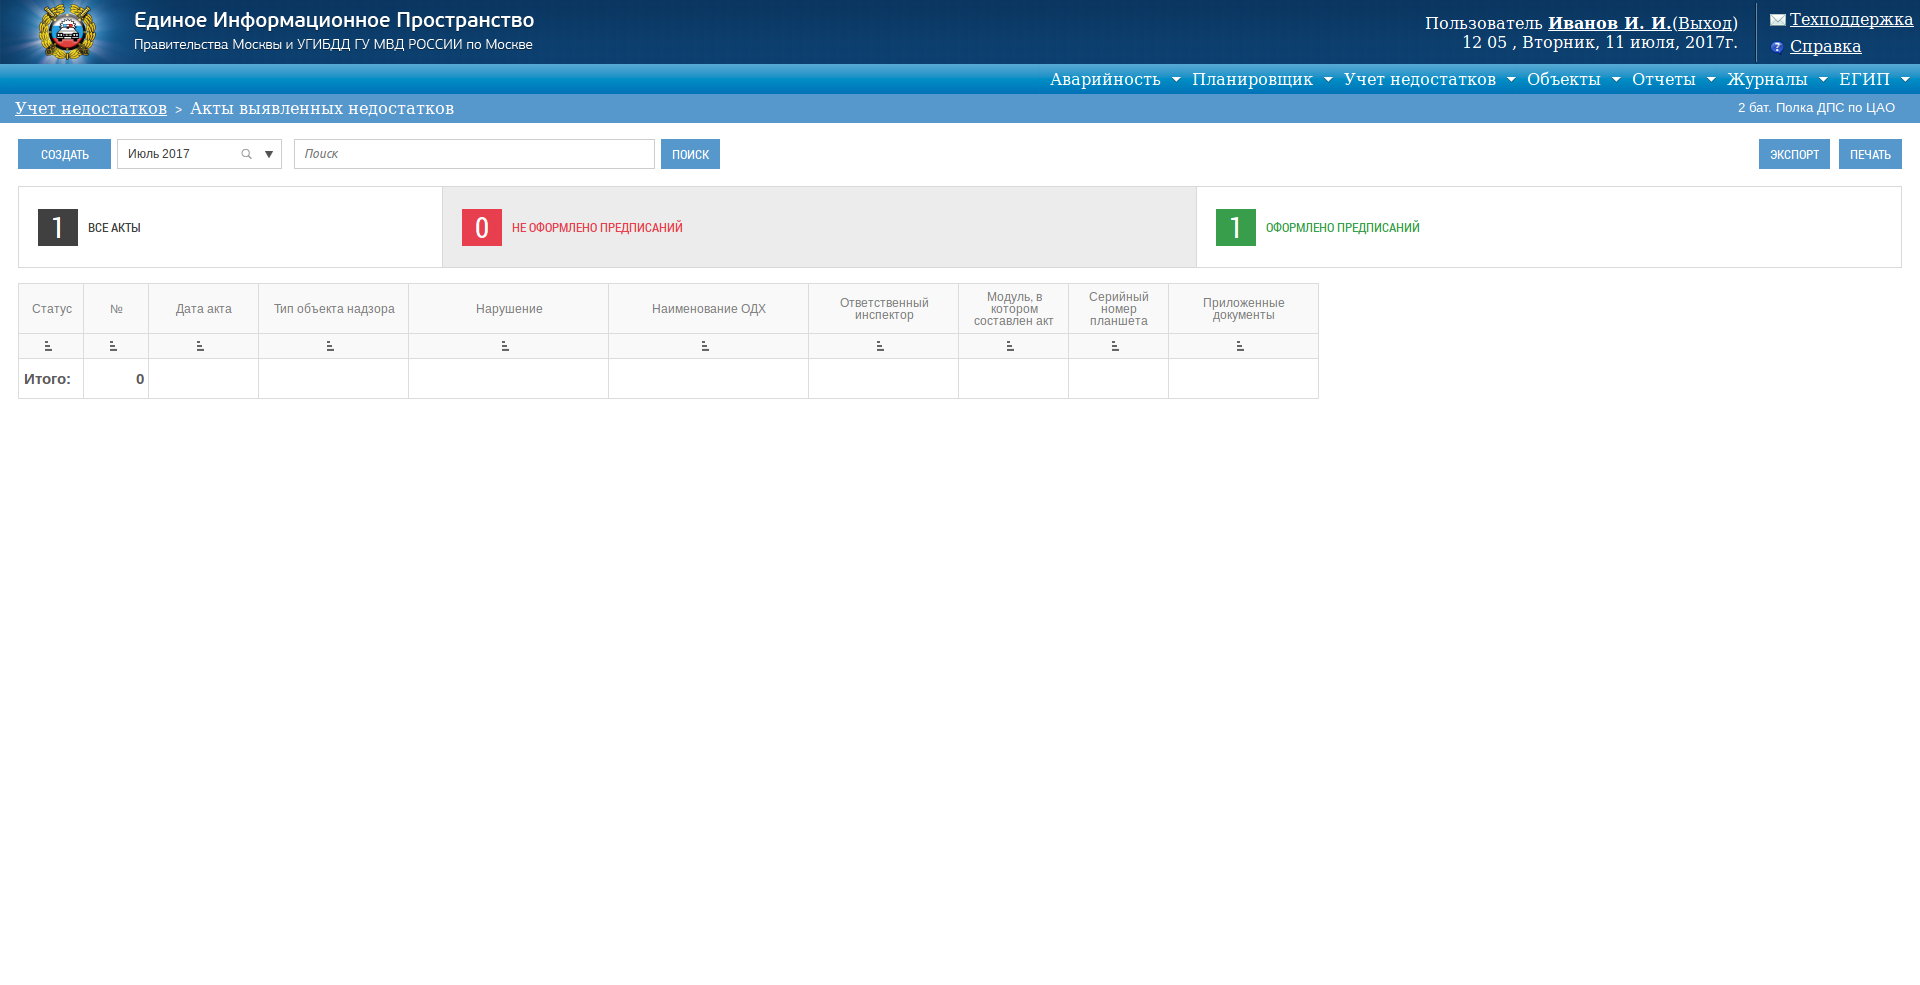 Единое Информационное Пространство
Правительства Москвы и УГИБДД ГУ МВД РОССИИ по Москве
Пользователь Иванов И. И.(Выход)
12 05 , Вторник, 11 июля, 2017г.
Техподдержка
Справка
Аварийность Планировщик Учет недостатков Объекты Отчеты Журналы ЕГИП
Учет недостатков > Акты выявленных недостатков
2 бат. Полка ДПС по ЦАО
СОЗДАТЬ Июль 2017 Поиск ПОИСК ЭКСПОРТ ПЕЧАТЬ
1 ВСЕ АКТЫ
0 НЕ ОФОРМЛЕНО ПРЕДПИСАНИЙ
1 ОФОРМЛЕНО ПРЕДПИСАНИЙ
Статус
№
Дата акта
Тип объекта надзора
Нарушение
Наименование ОДХ
Ответственный
инспектор
Модуль, в
котором
составлен акт
Серийный
номер
планшета
Приложенные
документы
Итого: 0